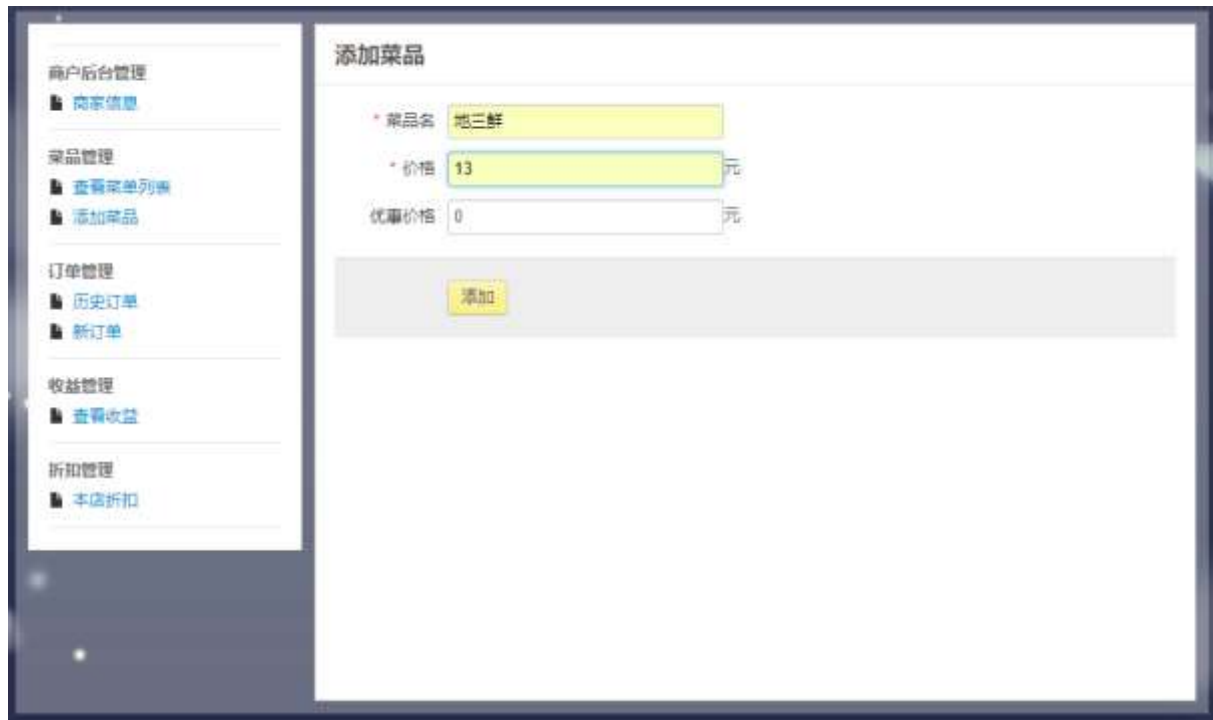 商户后台管理
商家信息
菜品管理
查看菜单列表
添加菜品
订单管理
历史订单
新订单
收益管理
查看收益
折扣管理
本店折扣
添加菜品
* 菜品名 地三鲜
* 价格 13 元
优惠价格 0 元
添加